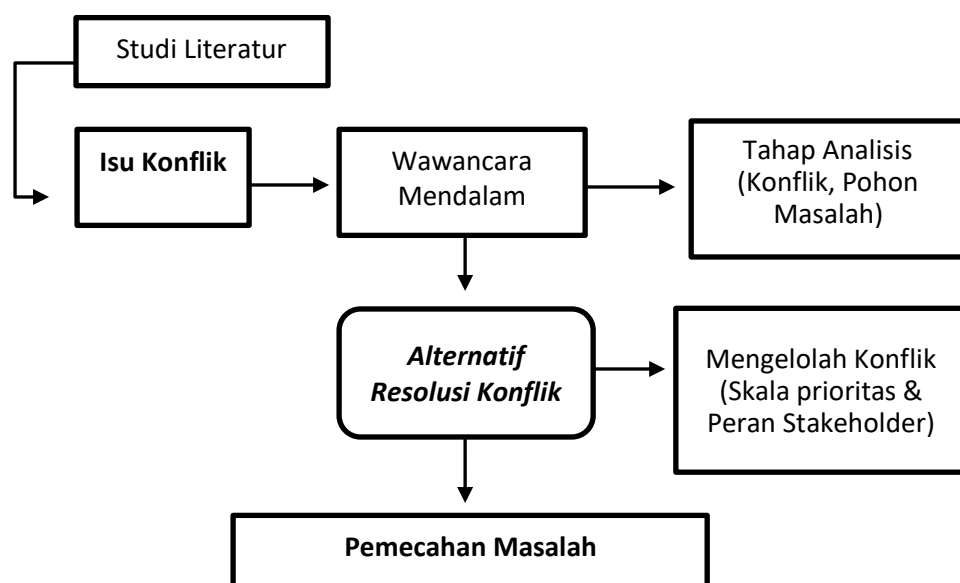 Studi Literatur
Isu Konflik
Wawancara
Mendalam
Tahap Analisis
(Konflik, Pohon
Masalah)
Alternatif
Resolusi Konflik
Mengelolah Konflik
(Skala prioritas &
Peran Stakeholder)
Pemecahan Masalah